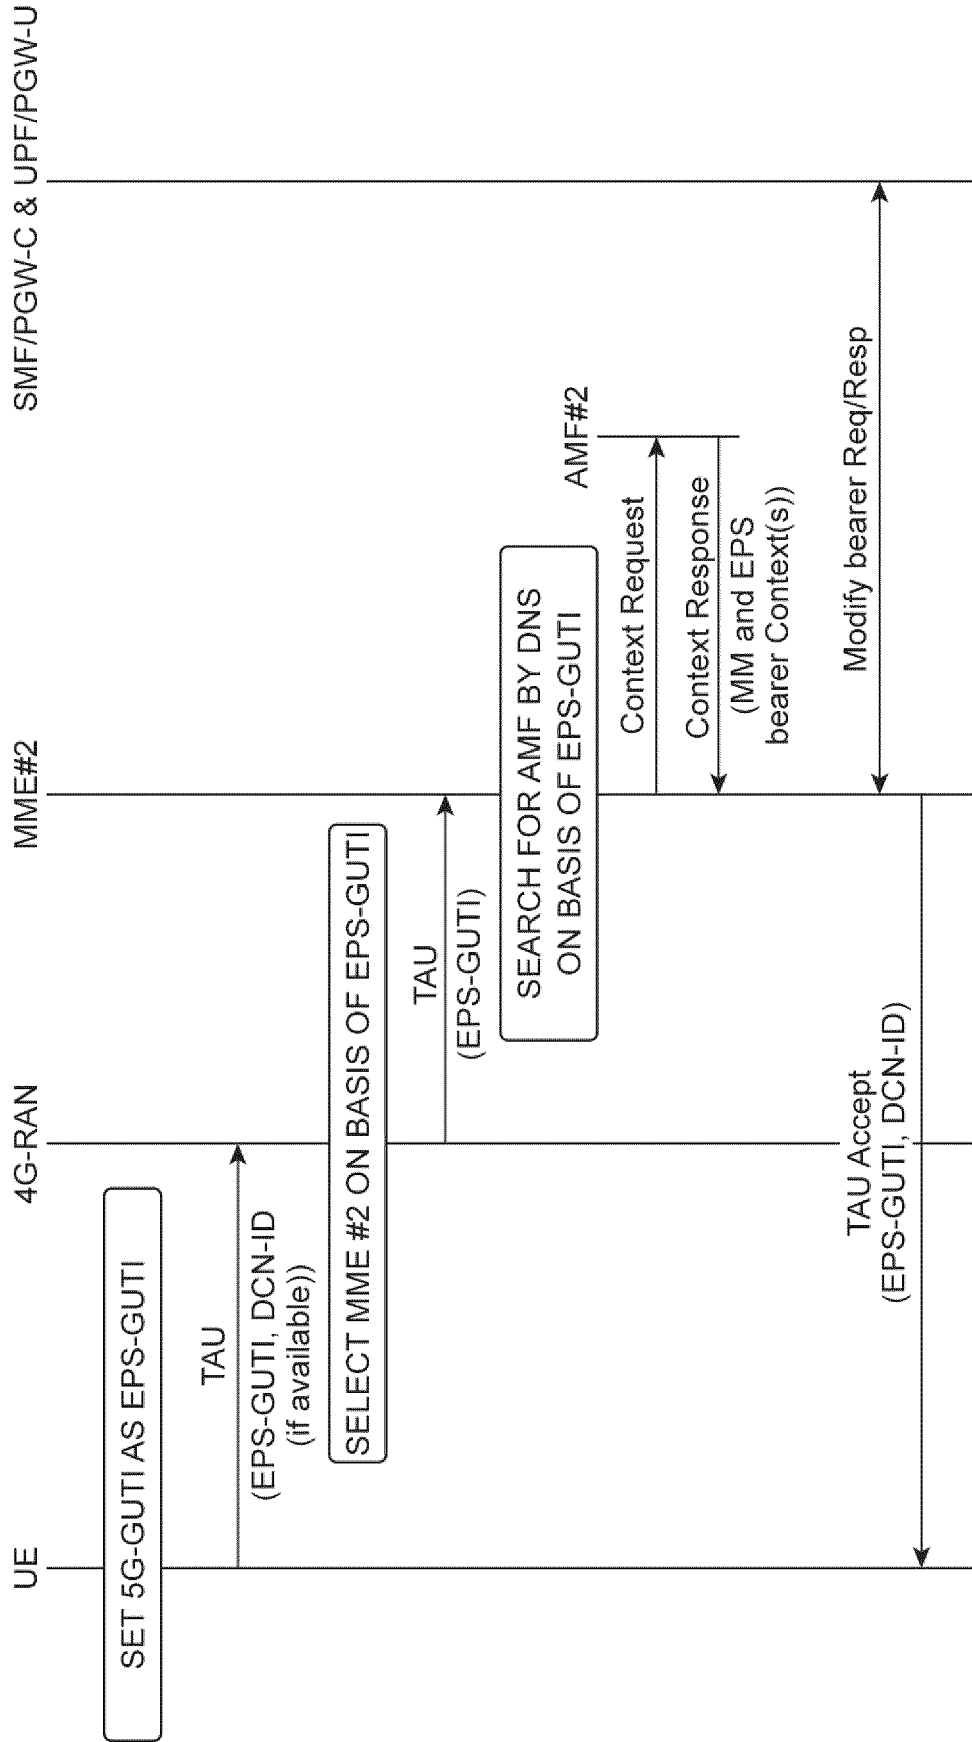 UE
4G-RAN
MME#2
SMF/PGW-C & UPF/PGW-U
SET 5G-GUTI AS EPS-GUTI
TAU
(EPS-GUTI, DCN-ID
(if available))
SELECT MME #2 ON BASIS OF EPS-GUTI
TAU
(EPS-GUTI)
SEARCH FOR AMF BY DNS
ON BASIS OF EPS-GUTI
AMF#2
Context Request
Context Response
(MM and EPS
bearer Context(s))
Modify bearer Req/Resp
TAU Accept
(EPS-GUTI, DCN-ID)